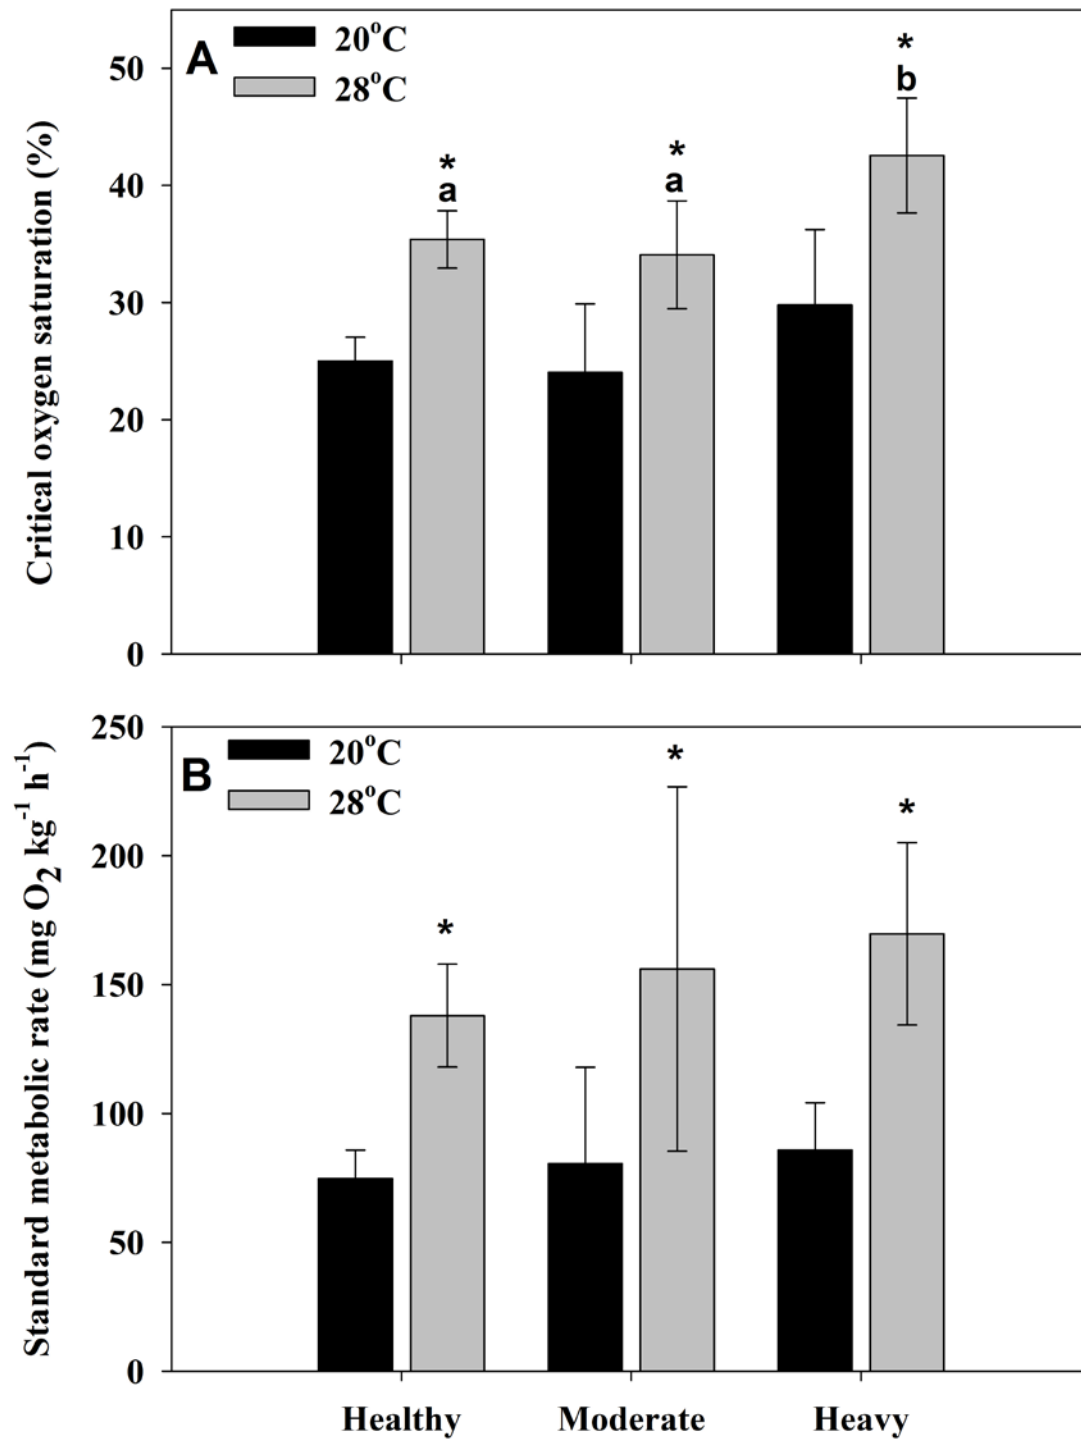 A
20°C
28°C
Critical oxygen saturation (%)
50
40
30
20
10
0
*
a
*
a
*
b
B
20°C
28°C
Standard metabolic rate (mg O₂ kg⁻¹ h⁻¹)
250
200
150
100
50
0
*
*
*
Healthy Moderate Heavy